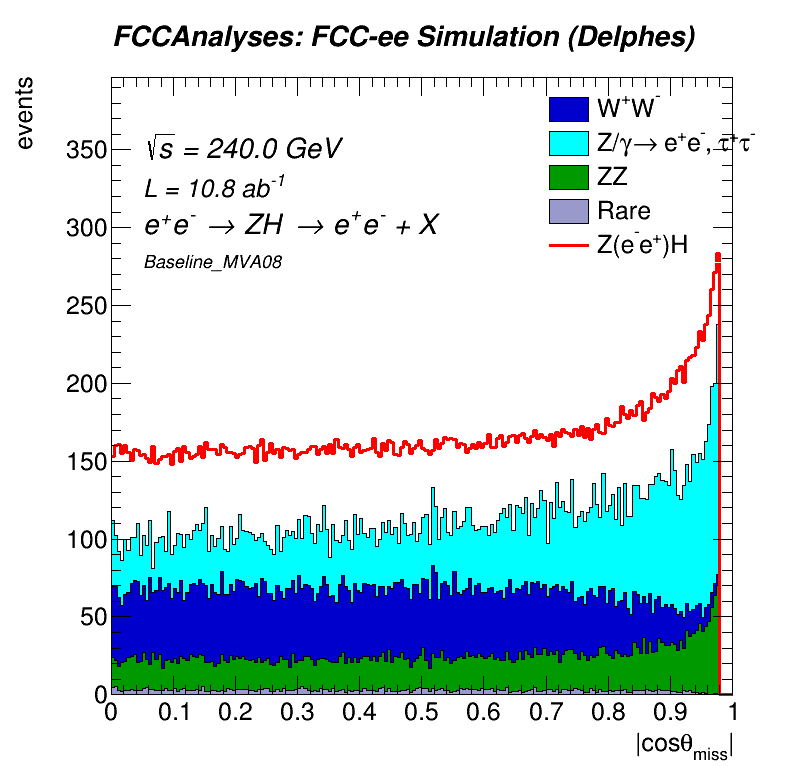 FCCAnalyses: FCC-ee Simulation (Delphes)
events
√s = 240.0 GeV
L = 10.8 ab⁻¹
e⁺e⁻ → ZH → e⁺e⁻ + X
Baseline_MVA08
W⁺W⁻
Z/γ→ e⁺e⁻, τ⁺τ⁻
ZZ
Rare
Z(e⁻e⁺)H
350
300
250
200
150
100
50
0
0 0.1 0.2 0.3 0.4 0.5 0.6 0.7 0.8 0.9 1
|cosθmiss|